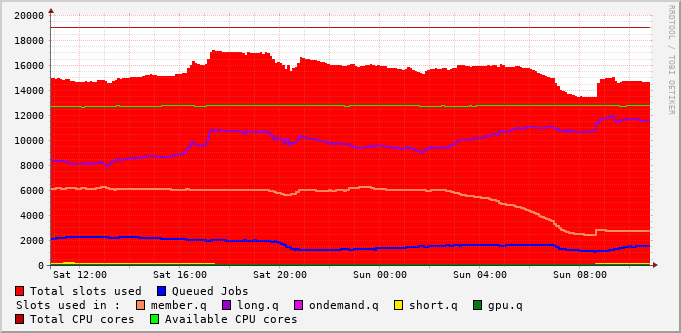 20000
18000
16000
14000
12000
10000
8000
6000
4000
2000
0
Sat 12:00 Sat 16:00 Sat 20:00 Sun 00:00 Sun 04:00 Sun 08:00
Total slots used Queued Jobs
Slots used in : member.q long.q ondemand.q short.q gpu.q
Total CPU cores Available CPU cores
RRDTOOL / TOBI OETIKER